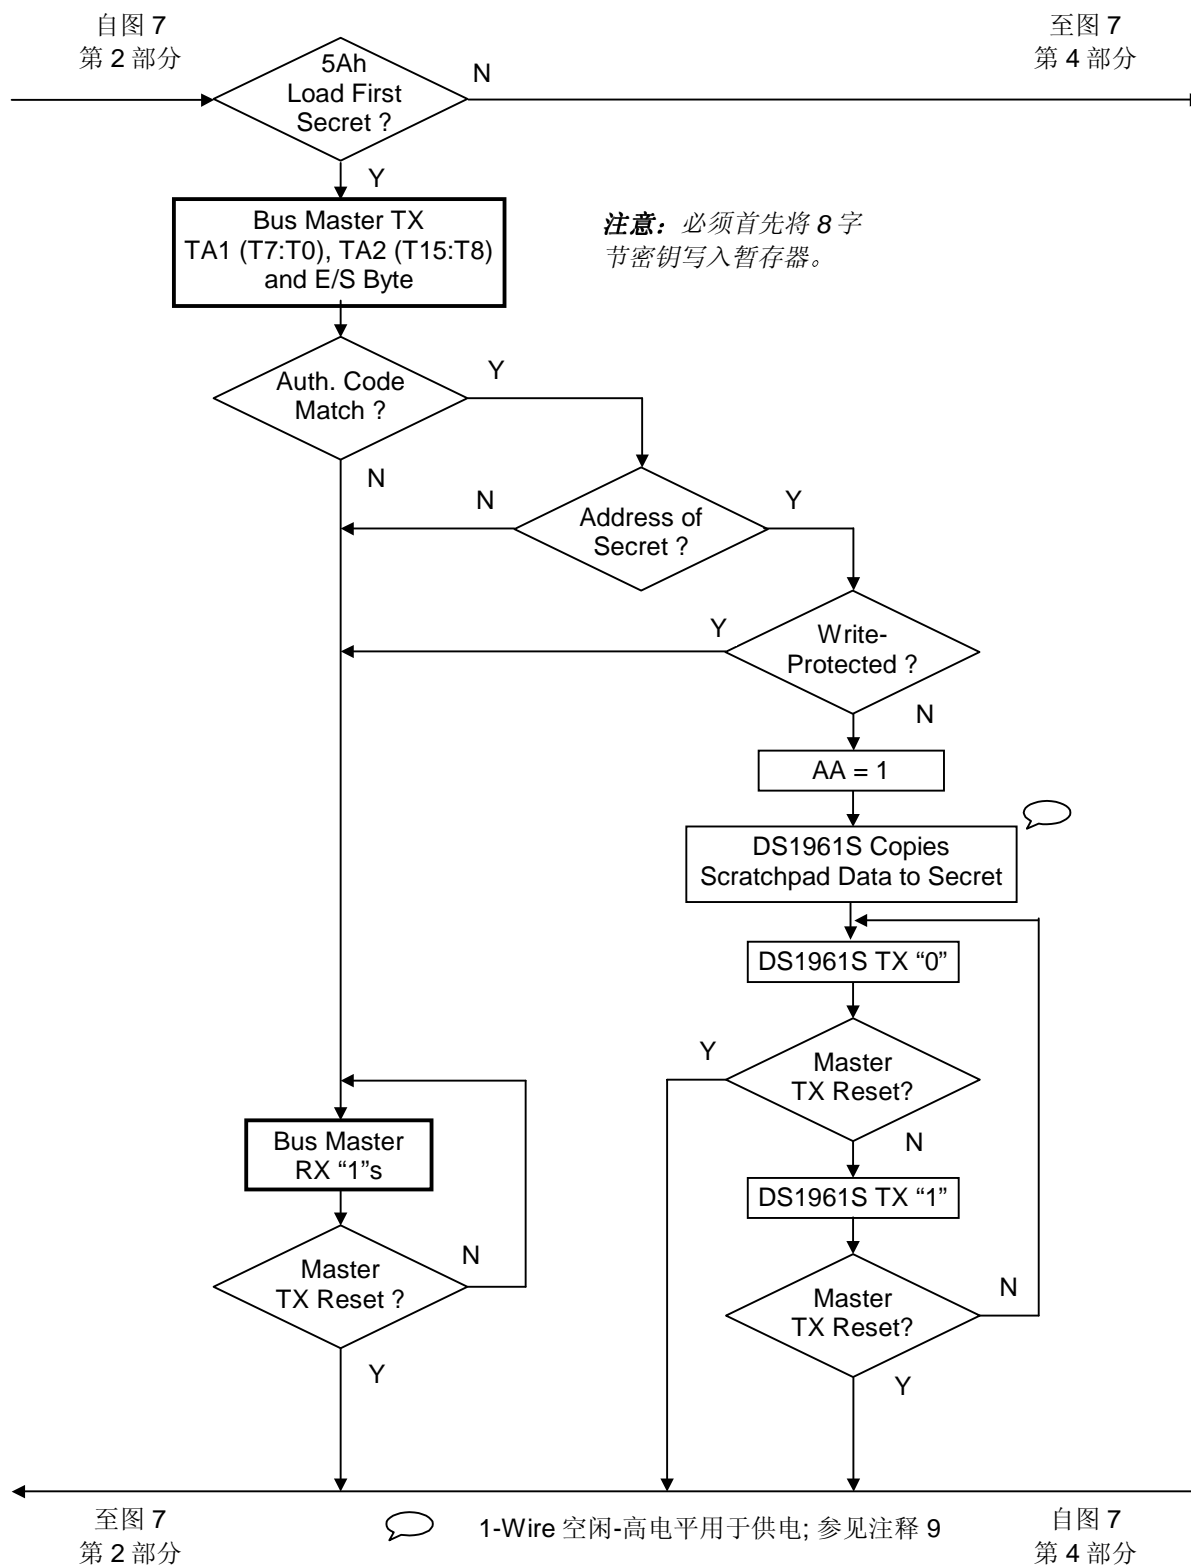 自图 7
第 2 部分
至图 7
第 4 部分
5Ah
Load First
Secret ?
N
Y
Bus Master TX
TA1 (T7:T0), TA2 (T15:T8)
and E/S Byte
注意：必须首先将 8 字
节密钥写入暂存器。
Auth. Code
Match ?
Y
N
N
Address of
Secret ?
Y
Y
Write-
Protected ?
N
AA = 1
DS1961S Copies
Scratchpad Data to Secret
DS1961S TX “0”
Y
Master
TX Reset?
N
Bus Master
RX “1”s
DS1961S TX “1”
Master
TX Reset ?
N
Y
Master
TX Reset?
N
Y
至图 7
第 2 部分
1-Wire 空闲-高电平用于供电; 参见注释 9
自图 7
第 4 部分